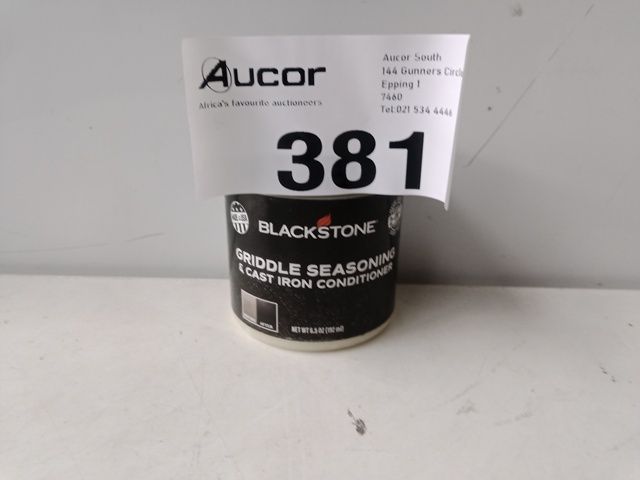 Aucor
Africa's favourite auctioneers
Aucor South
144 Gunners Circle
Epping 1
7460
Tel:021 534 4446
381
BLACKSTONE
GRIDDLE SEASONING
& CAST IRON CONDITIONER
NET WT 6.5 OZ (192 ml)